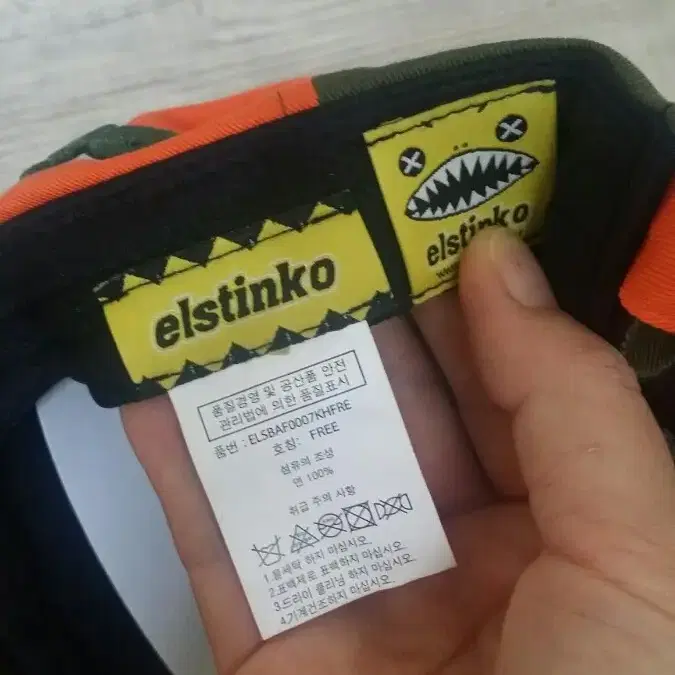 elstinko
elstinko
품질경영 및 공산품 안전
관리법에 의한 품질표시
품번 : ELSBAF0007KHFRE
호칭: FREE
섬유의 조성
면 100%
취급 주의 사항
1.물세탁 하지 마십시오.
2.표백제로 표백하지 마십시오.
3.드라이 클리닝 하지 마십시오.
4.기계건조하지 마십시오.